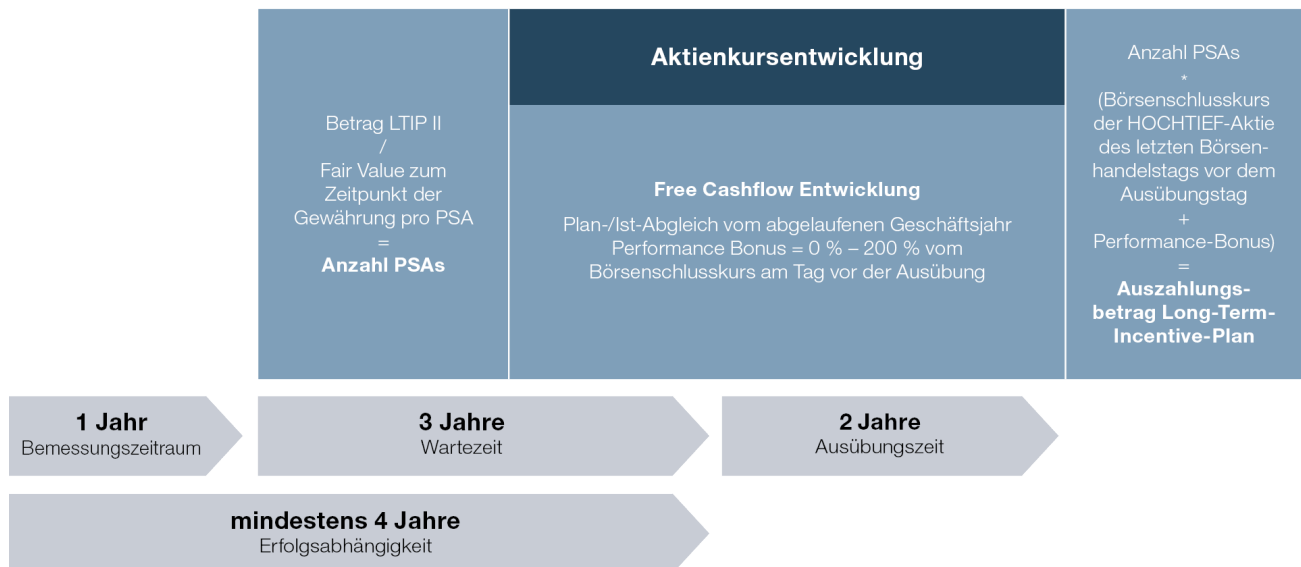 Betrag LTIP II
/
Fair Value zum
Zeitpunkt der
Gewährung pro PSA
=
Anzahl PSAs
Aktienkursentwicklung
Free Cashflow Entwicklung
Plan-/Ist-Abgleich vom abgelaufenen Geschäftsjahr
Performance Bonus = 0 % – 200 % vom
Börsenschlusskurs am Tag vor der Ausübung
Anzahl PSAs
*
(Börsenschlusskurs
der HOCHTIEF-Aktie
des letzten Börsen-
handelstags vor dem
Ausübungstag
+
Performance-Bonus)
=
Auszahlungs-
betrag Long-Term-
Incentive-Plan
1 Jahr
Bemessungszeitraum
3 Jahre
Wartezeit
2 Jahre
Ausübungszeit
mindestens 4 Jahre
Erfolgsabhängigkeit